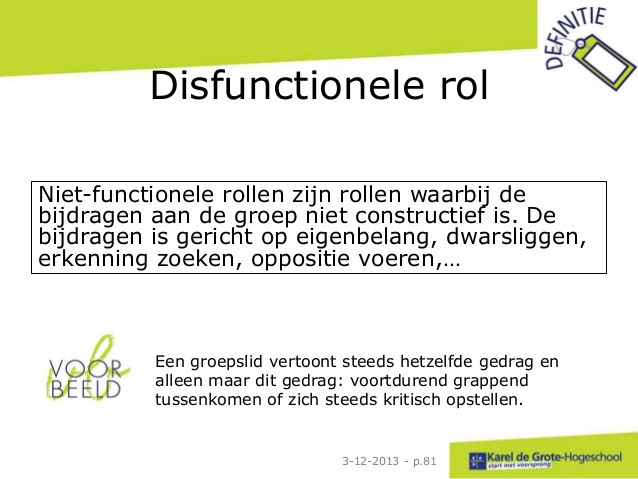 DEFINITIE
Disfunctionele rol
Niet-functionele rollen zijn rollen waarbij de
bijdragen aan de groep niet constructief is. De
bijdragen is gericht op eigenbelang, dwarsliggen,
erkenning zoeken, oppositie voeren,…
VOOR
BEELD
vb
Een groepslid vertoont steeds hetzelfde gedrag en
alleen maar dit gedrag: voortdurend grappend
tussenkomen of zich steeds kritisch opstellen.
3-12-2013 - p.81
Karel de Grote-Hogeschool
start met voorsprong